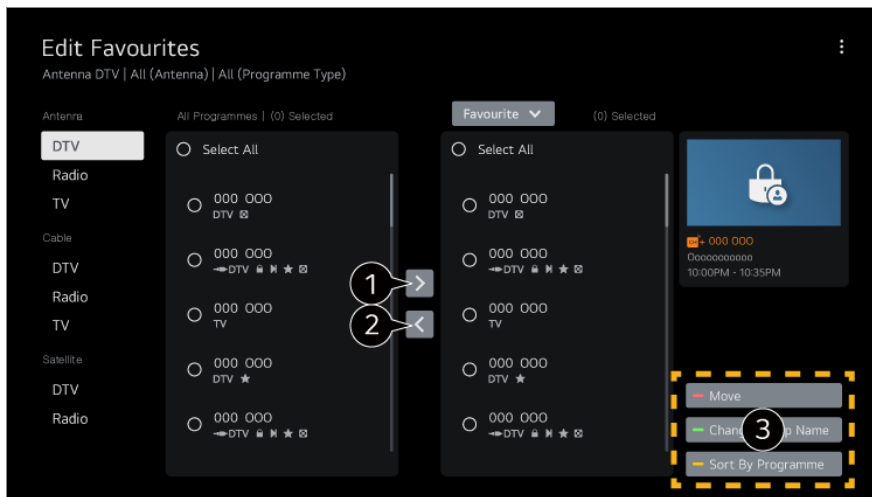 Edit Favourites
Antenna DTV | All (Antenna) | All (Programme Type)
Antenna
DTV
Radio
TV
Cable
DTV
Radio
TV
Satellite
DTV
Radio
All Programmes | (0) Selected
Select All
000 000
DTV
000 000
DTV
000 000
TV
000 000
DTV
000 000
DTV
1
2
Favourite
(0) Selected
Select All
000 000
DTV
000 000
DTV
000 000
TV
000 000
DTV
000 000
DTV
+ 000 000
Oooooooooo
10:00PM - 10:35PM
Move
3
Name
Sort By Programme